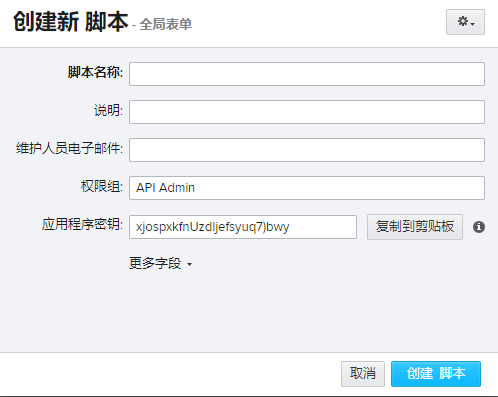 创建新 脚本 - 全局表单
脚本名称:
说明:
维护人员电子邮件:
权限组: API Admin
应用程序密钥: xjospxkfnUzdljefsyuq7)bwy 复制到剪贴板
更多字段
取消 创建 脚本